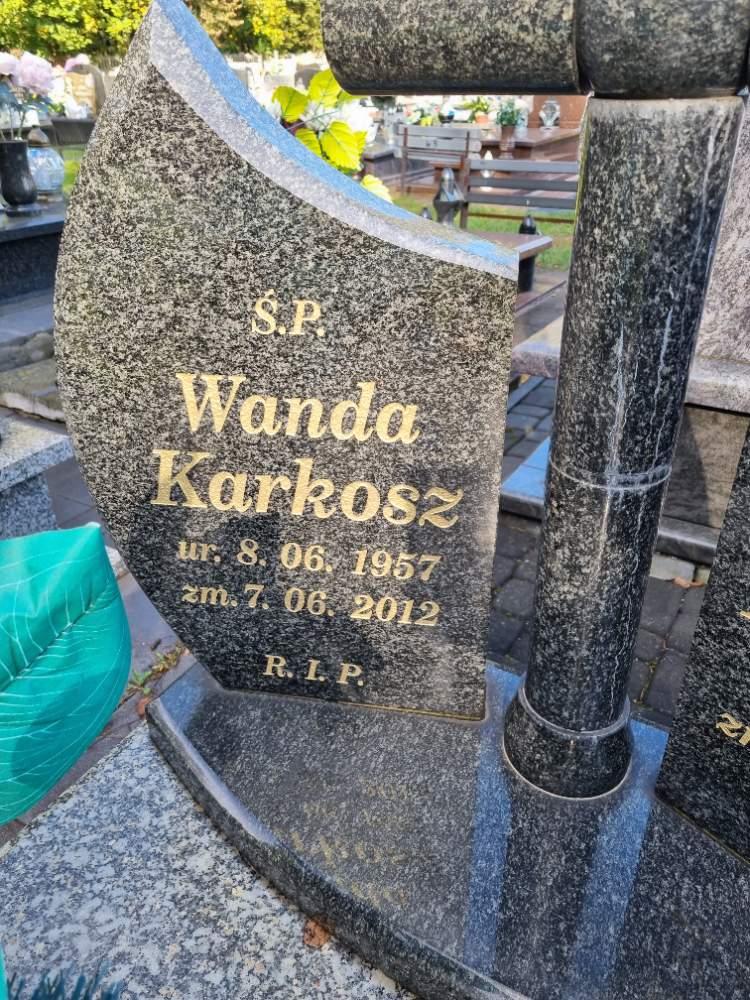 Ś.P.
Wanda
Karkosz
ur. 8. 06. 1957
zm. 7. 06. 2012
R. I. P.